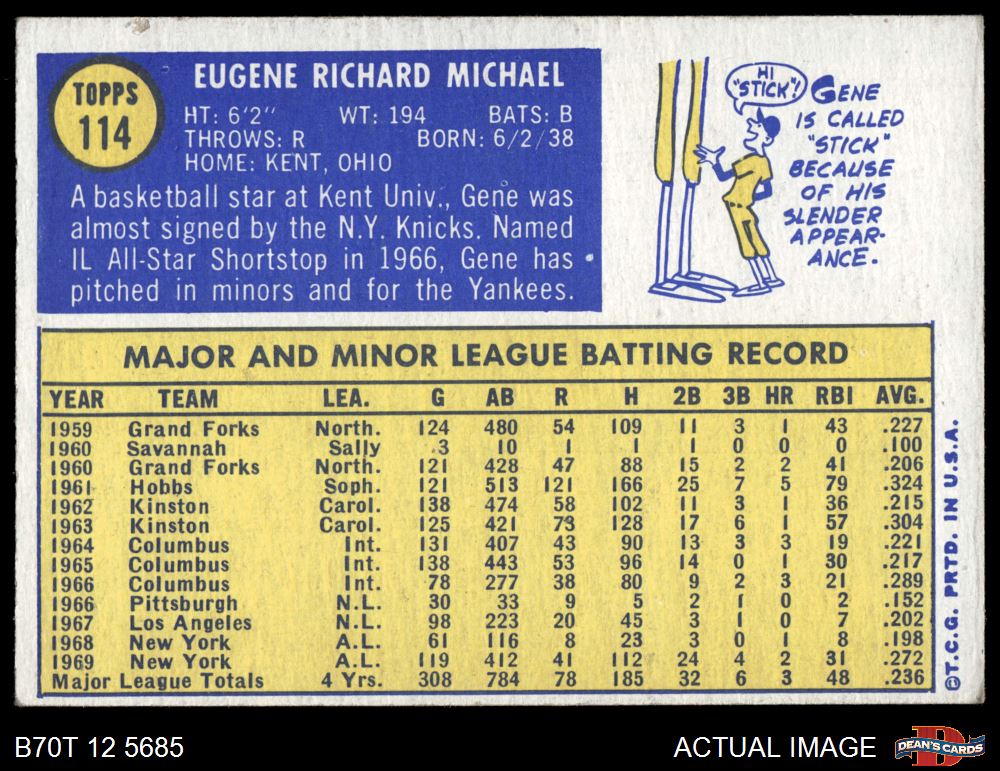 TOPPS
114
EUGENE RICHARD MICHAEL
HT: 6'2" WT: 194 BATS: B
THROWS: R BORN: 6/2/38
HOME: KENT, OHIO
A basketball star at Kent Univ., Gene was
almost signed by the N.Y. Knicks. Named
IL All-Star Shortstop in 1966, Gene has
pitched in minors and for the Yankees.
HI
"STICK"!
GENE
IS CALLED
"STICK"
BECAUSE
OF HIS
SLENDER
APPEAR-
ANCE.
MAJOR AND MINOR LEAGUE BATTING RECORD
YEAR TEAM LEA. G AB R H 2B 3B HR RBI AVG.
1959 Grand Forks North. 124 480 54 109 11 3 1 43 .227
1960 Savannah Sally 3 10 1 1 1 0 0 0 .100
1960 Grand Forks North. 121 428 47 88 15 2 2 41 .206
1961 Hobbs Soph. 121 513 121 166 25 7 5 79 .324
1962 Kinston Carol. 138 474 58 102 11 3 1 36 .215
1963 Kinston Carol. 125 421 73 128 17 6 1 57 .304
1964 Columbus Int. 131 407 43 90 13 3 3 19 .221
1965 Columbus Int. 138 443 53 96 14 0 1 30 .217
1966 Columbus Int. 78 277 38 80 9 2 3 21 .289
1966 Pittsburgh N.L. 30 33 9 5 2 1 0 2 .152
1967 Los Angeles N.L. 98 223 20 45 3 1 0 7 .202
1968 New York A.L. 61 116 8 23 3 0 1 8 .198
1969 New York A.L. 119 412 41 112 24 4 2 31 .272
Major League Totals 4 Yrs. 308 784 78 185 32 6 3 48 .236
©T.C.G. PRTD. IN U.S.A.
B70T 12 5685
ACTUAL IMAGE
DEAN'S CARDS